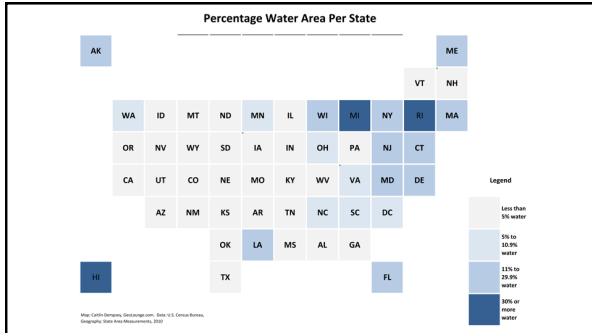 Percentage Water Area Per State
AK ME
VT NH
WA ID MT ND MN IL WI MI NY RI MA
OR NV WY SD IA IN OH PA NJ CT
CA UT CO NE MO KY WV VA MD DE
AZ NM KS AR TN NC SC DC
OK LA MS AL GA
HI TX FL
Legend
Less than
5% water
5% to
10.9%
water
11% to
29.9%
water
30% or
more
water
Map: Caitlin Dempsey, GeoLounge.com. Data: U.S. Census Bureau,
Geography: State Area Measurements, 2010